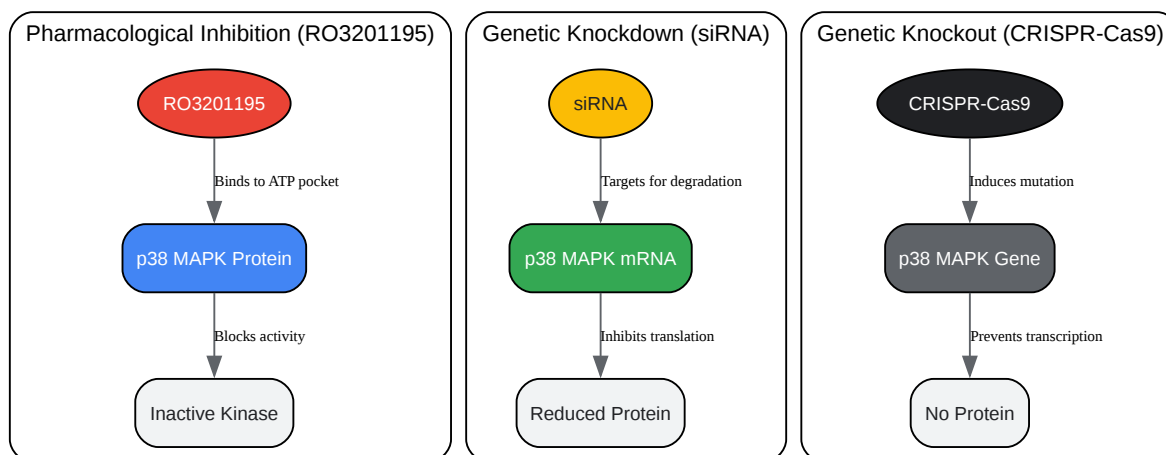 Pharmacological Inhibition (RO3201195)
RO3201195
Binds to ATP pocket
p38 MAPK Protein
Blocks activity
Inactive Kinase
Genetic Knockdown (siRNA)
siRNA
Targets for degradation
p38 MAPK mRNA
Inhibits translation
Reduced Protein
Genetic Knockout (CRISPR-Cas9)
CRISPR-Cas9
Induces mutation
p38 MAPK Gene
Prevents transcription
No Protein